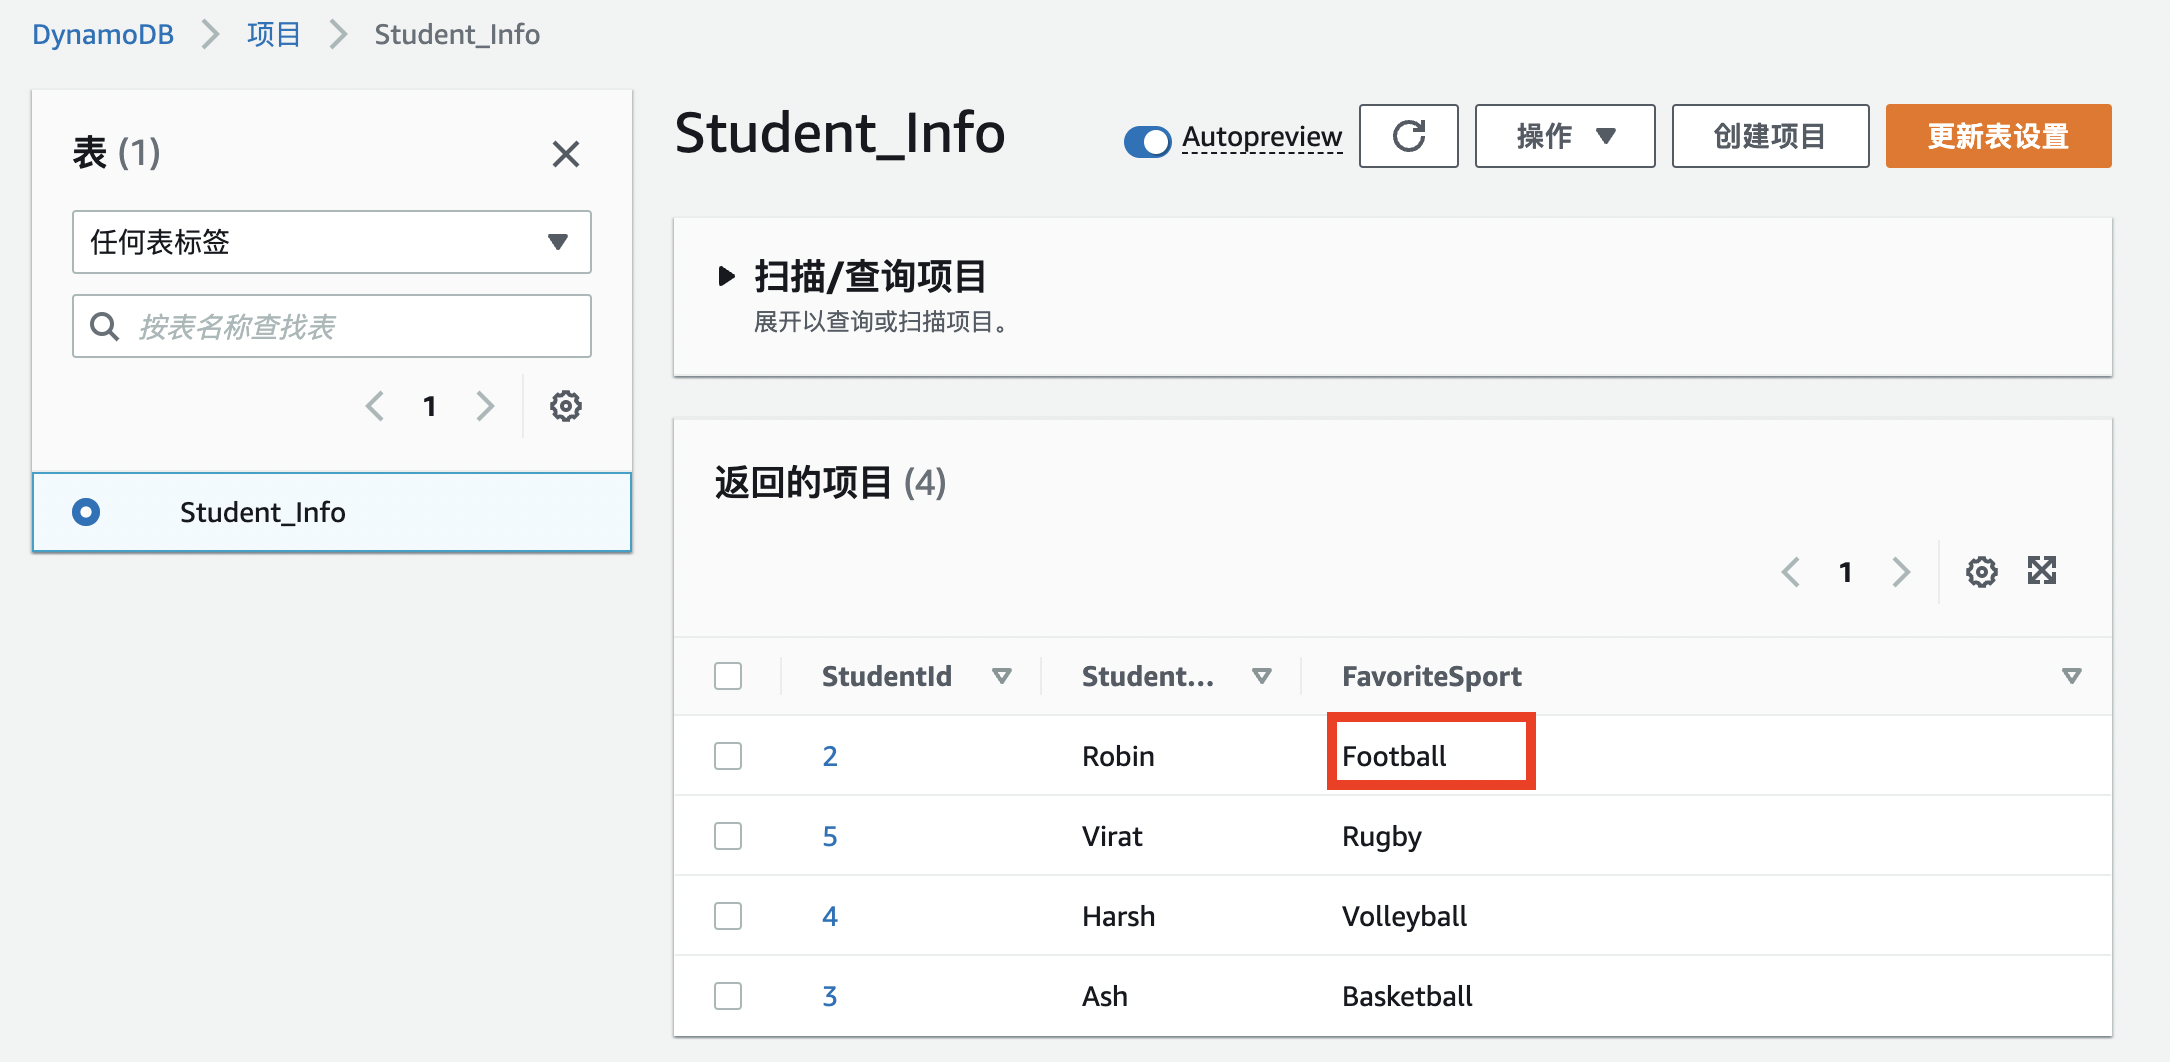 DynamoDB 项目 Student_Info
表 (1)
任何表标签
按表名称查找表
1
Student_Info
Student_Info
Autopreview
操作
创建项目
更新表设置
扫描/查询项目
展开以查询或扫描项目。
返回的项目 (4)
1
StudentId Student... FavoriteSport
2 Robin Football
5 Virat Rugby
4 Harsh Volleyball
3 Ash Basketball